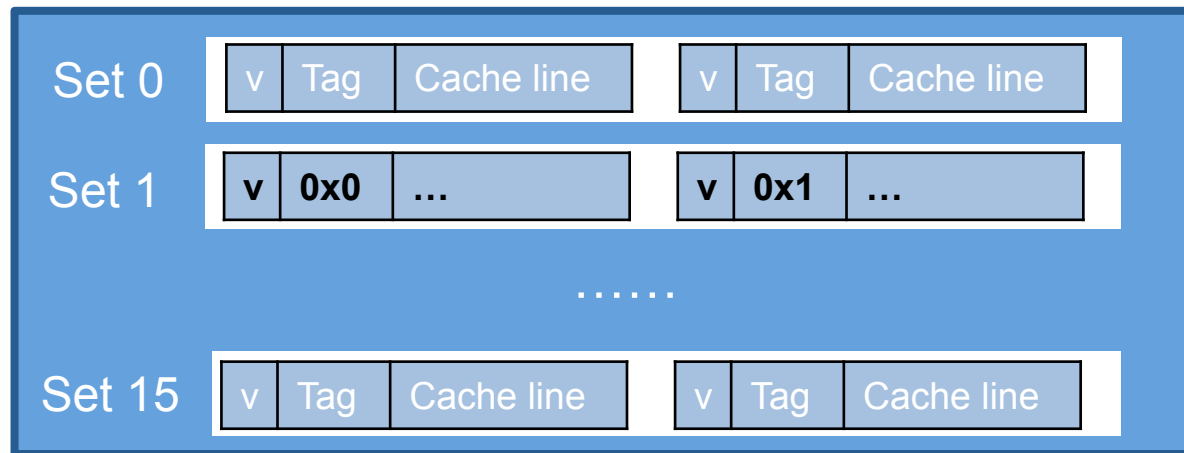 Set 0 v Tag Cache line v Tag Cache line
Set 1 v 0x0 ... v 0x1 ...
......
Set 15 v Tag Cache line v Tag Cache line